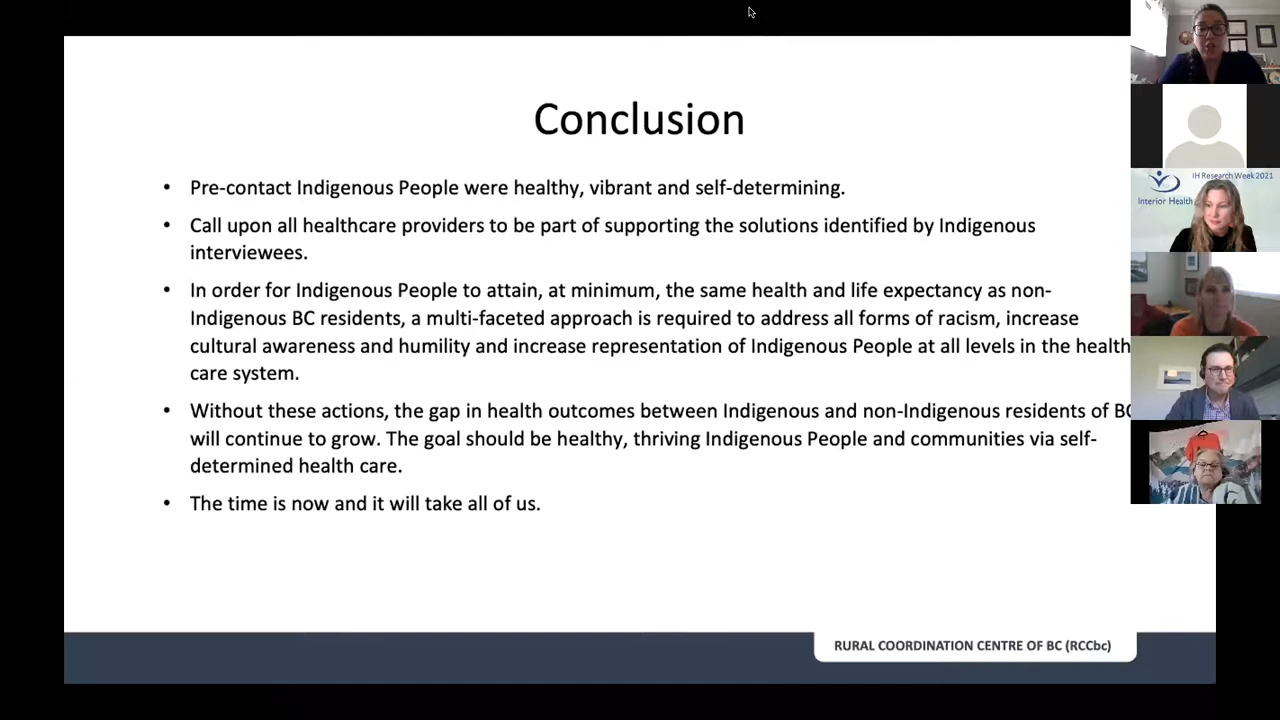 Conclusion
• Pre-contact Indigenous People were healthy, vibrant and self-determining.
• Call upon all healthcare providers to be part of supporting the solutions identified by Indigenous
interviewees.
• In order for Indigenous People to attain, at minimum, the same health and life expectancy as non-
Indigenous BC residents, a multi-faceted approach is required to address all forms of racism, increase
cultural awareness and humility and increase representation of Indigenous People at all levels in the health
care system.
• Without these actions, the gap in health outcomes between Indigenous and non-Indigenous residents of BC
will continue to grow. The goal should be healthy, thriving Indigenous People and communities via self-
determined health care.
• The time is now and it will take all of us.
RURAL COORDINATION CENTRE OF BC (RCCbc)
IH Research Week 2021
Interior Health